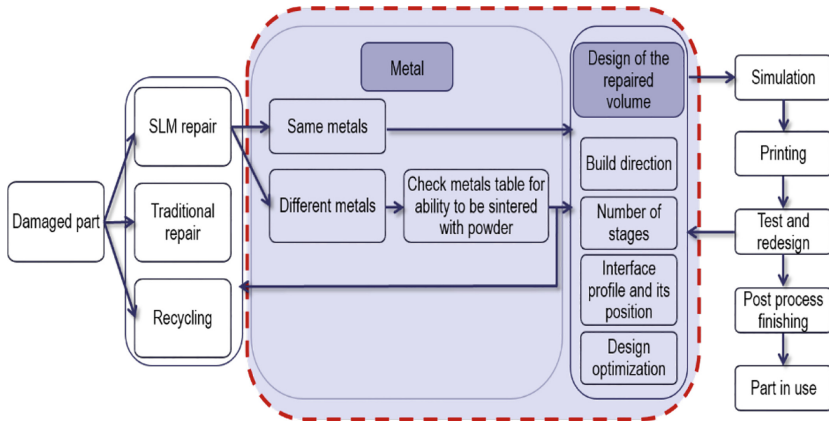 Damaged part
SLM repair
Traditional
repair
Recycling
Metal
Same metals
Different metals
Check metals table for
ability to be sintered
with powder
Design of the
repaired
volume
Build direction
Number of
stages
Interface
profile and its
position
Design
optimization
Simulation
Printing
Test and
redesign
Post process
finishing
Part in use